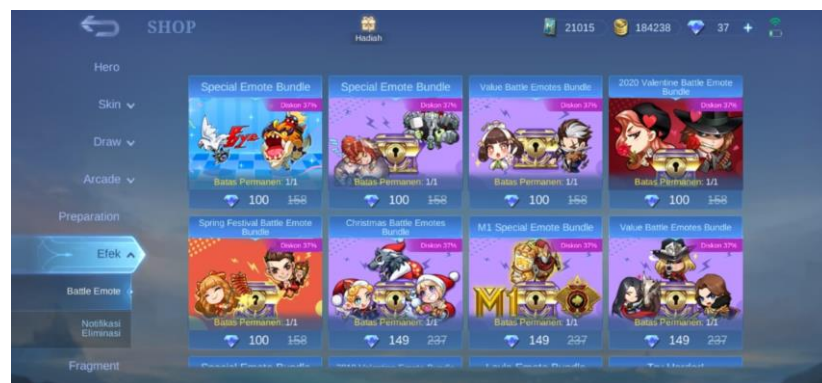 SHOP
Hadiah
21015
184238
37
Hero
Skin
Draw
Arcade
Preparation
Efek
Battle Emote
Notifikasi
Eliminasi
Fragment
Special Emote Bundle
Diskon 37%
Bye
Batas Permanen: 1/1
100 158
Special Emote Bundle
Diskon 37%
Batas Permanen: 1/1
100 158
Value Battle Emotes Bundle
Diskon 37%
Batas Permanen: 1/1
100 158
2020 Valentine Battle Emote
Bundle
Diskon 37%
Batas Permanen: 1/1
100 158
Spring Festival Battle Emote
Bundle
Diskon 37%
Batas Permanen: 1/1
100 158
Christmas Battle Emotes
Bundle
Diskon 37%
Batas Permanen: 1/1
149 237
M1 Special Emote Bundle
Diskon 37%
M1
Batas Permanen: 1/1
149 237
Value Battle Emotes Bundle
Diskon 37%
Batas Permanen: 1/1
149 237
Special Emote Bundle